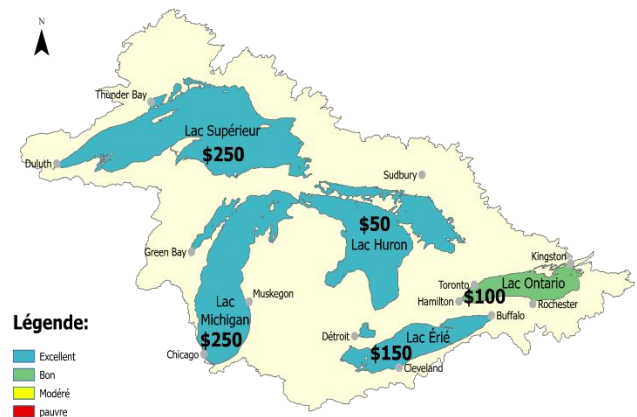 N
Thunder Bay
Lac Supérieur
$250
Duluth
Sudbury
$50
Lac Huron
Green Bay
Kingston
Toronto
Lac Ontario
$100
Hamilton
Rochester
Muskegon
Lac
Michigan
$250
Buffalo
Détroit
Lac Érié
$150
Chicago
Cleveland
Légende:
Excellent
Bon
Modéré
pauvre